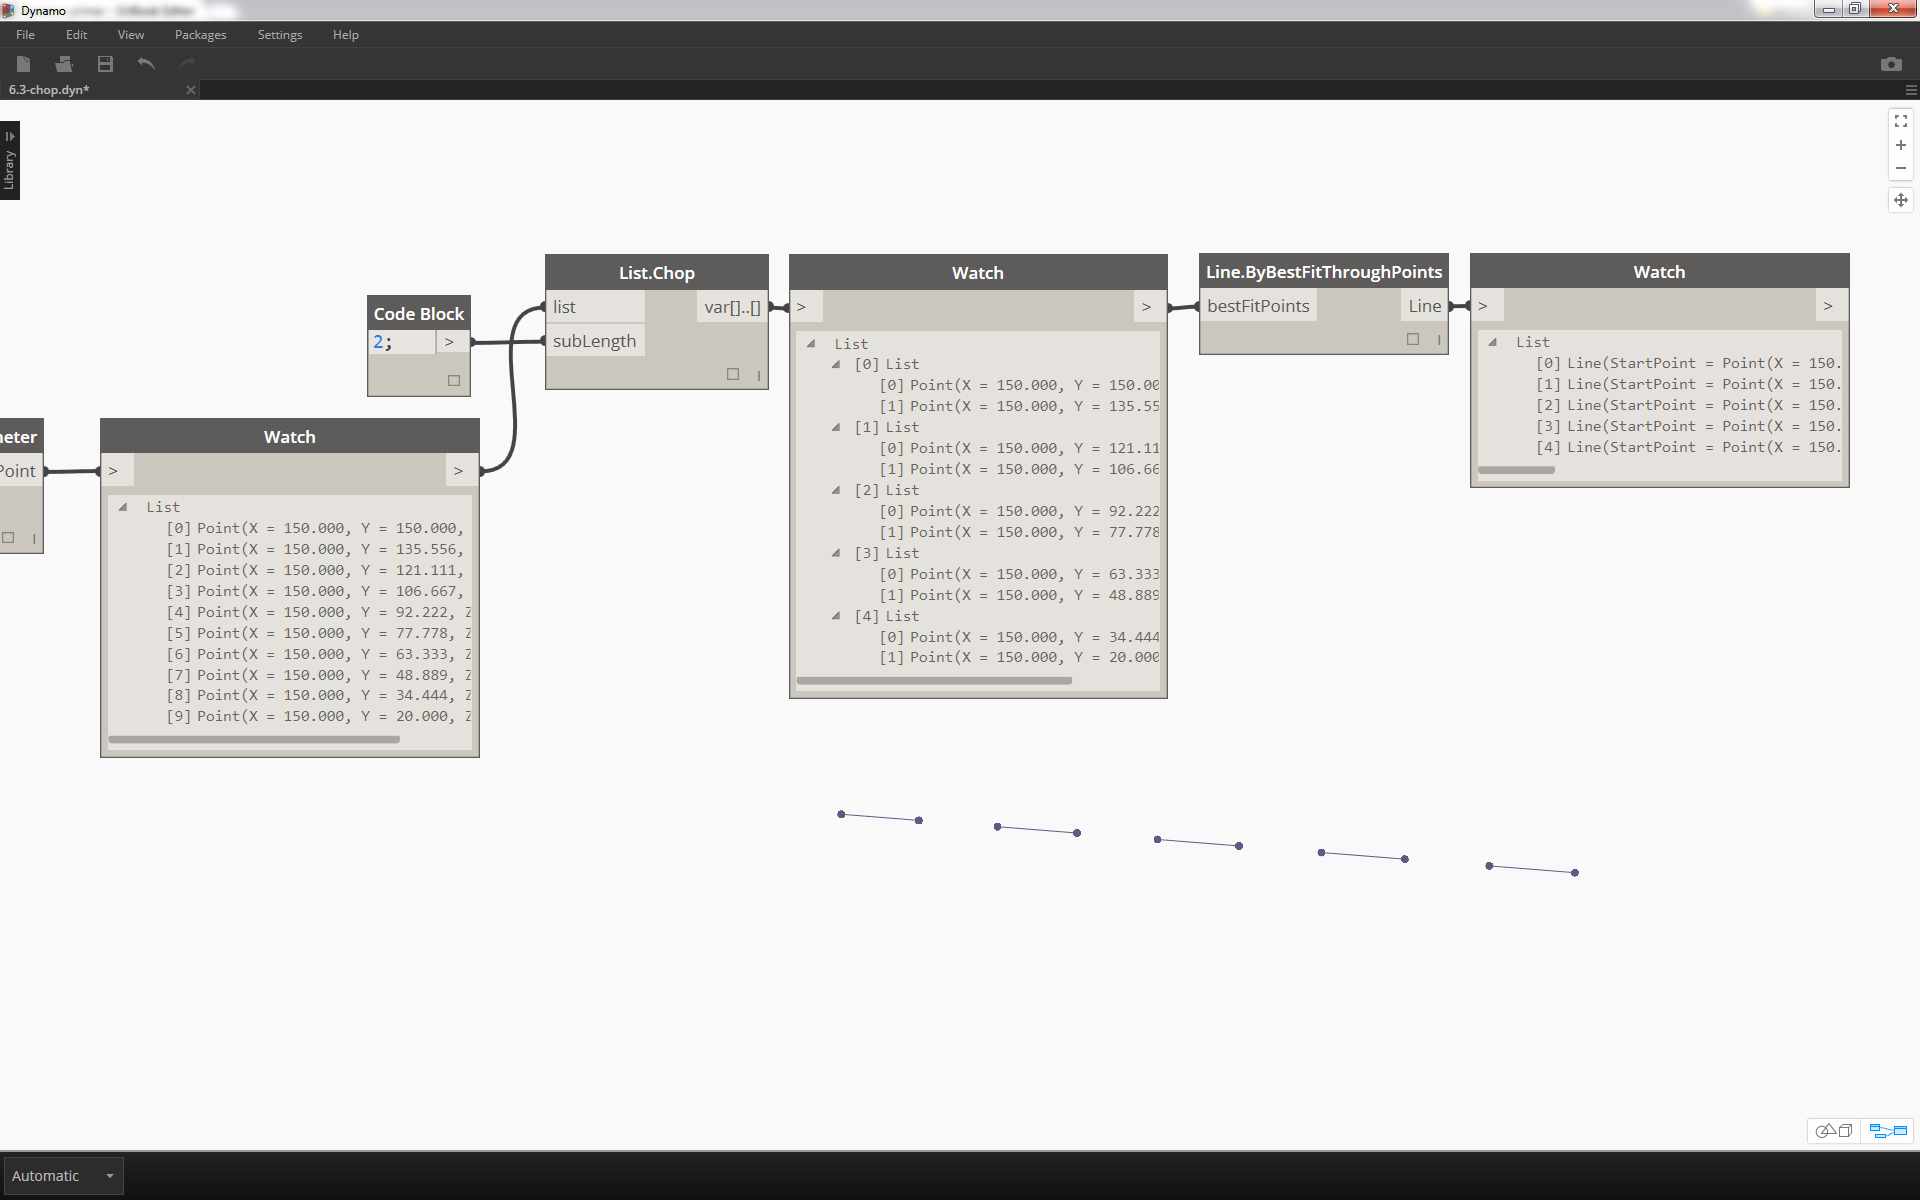 Dynamo
File Edit View Packages Settings Help
6.3-chop.dyn*
Library
Code Block
2; >
List.Chop
list var[]..[]
subLength
Watch
> >
List
[0] List
[0] Point(X = 150.000, Y = 150.00
[1] Point(X = 150.000, Y = 135.55
[1] List
[0] Point(X = 150.000, Y = 121.11
[1] Point(X = 150.000, Y = 106.66
[2] List
[0] Point(X = 150.000, Y = 92.222
[1] Point(X = 150.000, Y = 77.778
[3] List
[0] Point(X = 150.000, Y = 63.333
[1] Point(X = 150.000, Y = 48.889
[4] List
[0] Point(X = 150.000, Y = 34.444
[1] Point(X = 150.000, Y = 20.000
Line.ByBestFitThroughPoints
bestFitPoints Line
Watch
> >
List
[0] Line(StartPoint = Point(X = 150.
[1] Line(StartPoint = Point(X = 150.
[2] Line(StartPoint = Point(X = 150.
[3] Line(StartPoint = Point(X = 150.
[4] Line(StartPoint = Point(X = 150.
neter
Point
Watch
> >
List
[0] Point(X = 150.000, Y = 150.000,
[1] Point(X = 150.000, Y = 135.556,
[2] Point(X = 150.000, Y = 121.111,
[3] Point(X = 150.000, Y = 106.667,
[4] Point(X = 150.000, Y = 92.222, Z
[5] Point(X = 150.000, Y = 77.778, Z
[6] Point(X = 150.000, Y = 63.333, Z
[7] Point(X = 150.000, Y = 48.889, Z
[8] Point(X = 150.000, Y = 34.444, Z
[9] Point(X = 150.000, Y = 20.000, Z
Automatic